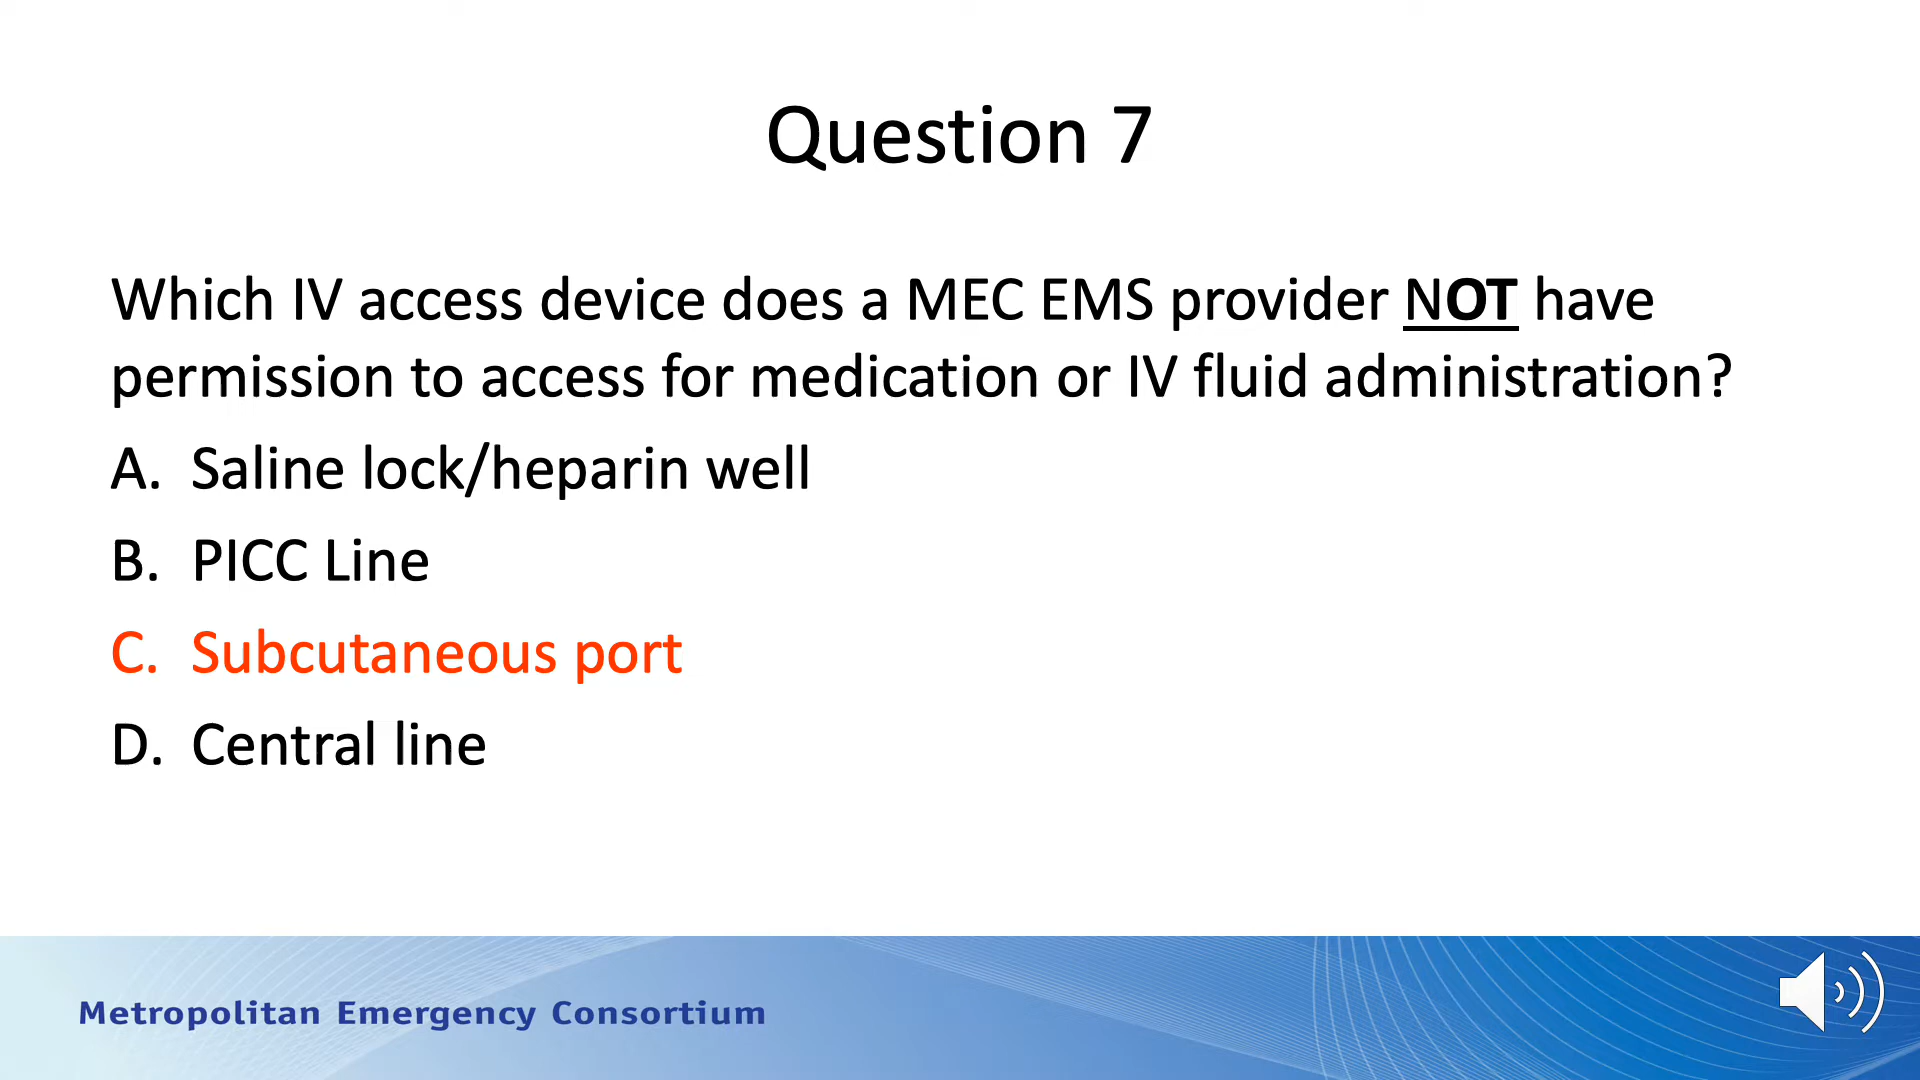 Question 7
Which IV access device does a MEC EMS provider NOT have
permission to access for medication or IV fluid administration?
A. Saline lock/heparin well
B. PICC Line
C. Subcutaneous port
D. Central line
Metropolitan Emergency Consortium